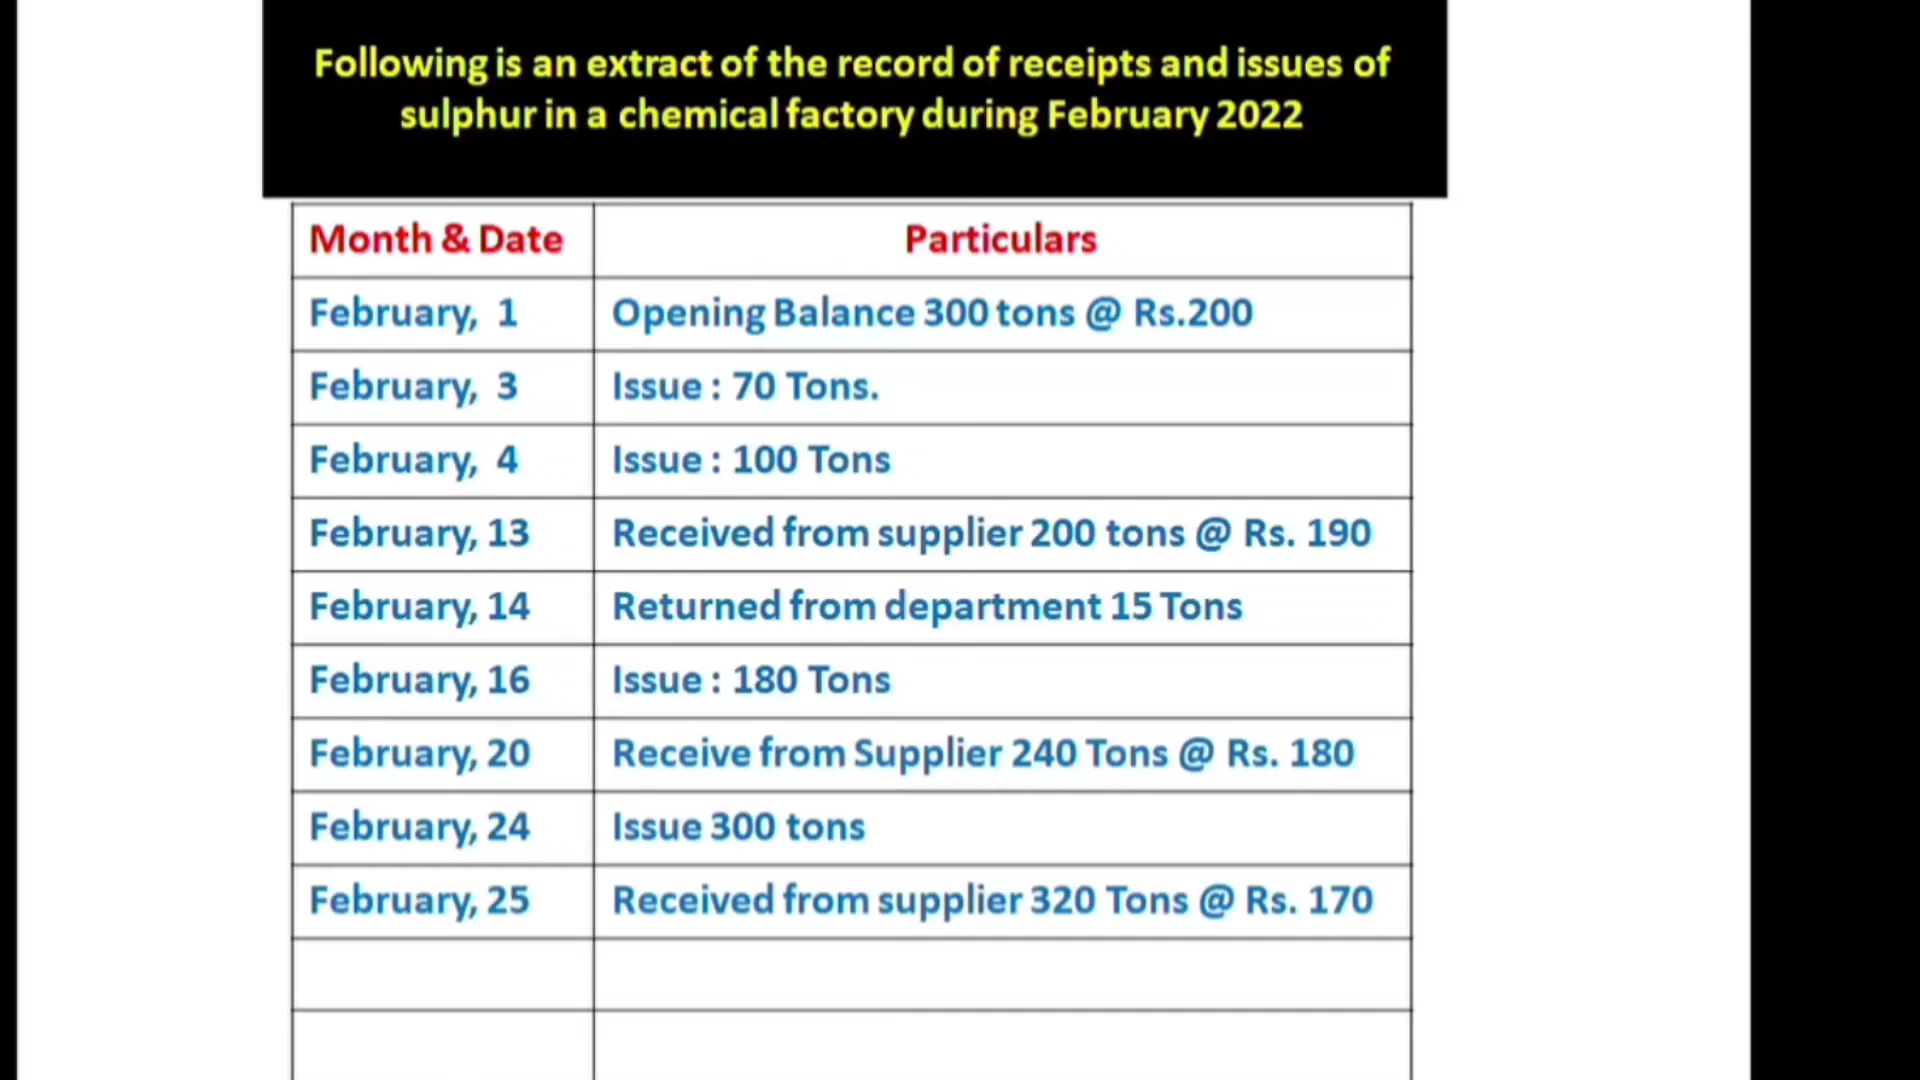 Following is an extract of the record of receipts and issues of
sulphur in a chemical factory during February 2022
Month & Date Particulars
February, 1 Opening Balance 300 tons @ Rs.200
February, 3 Issue : 70 Tons.
February, 4 Issue : 100 Tons
February, 13 Received from supplier 200 tons @ Rs. 190
February, 14 Returned from department 15 Tons
February, 16 Issue : 180 Tons
February, 20 Receive from Supplier 240 Tons @ Rs. 180
February, 24 Issue 300 tons
February, 25 Received from supplier 320 Tons @ Rs. 170